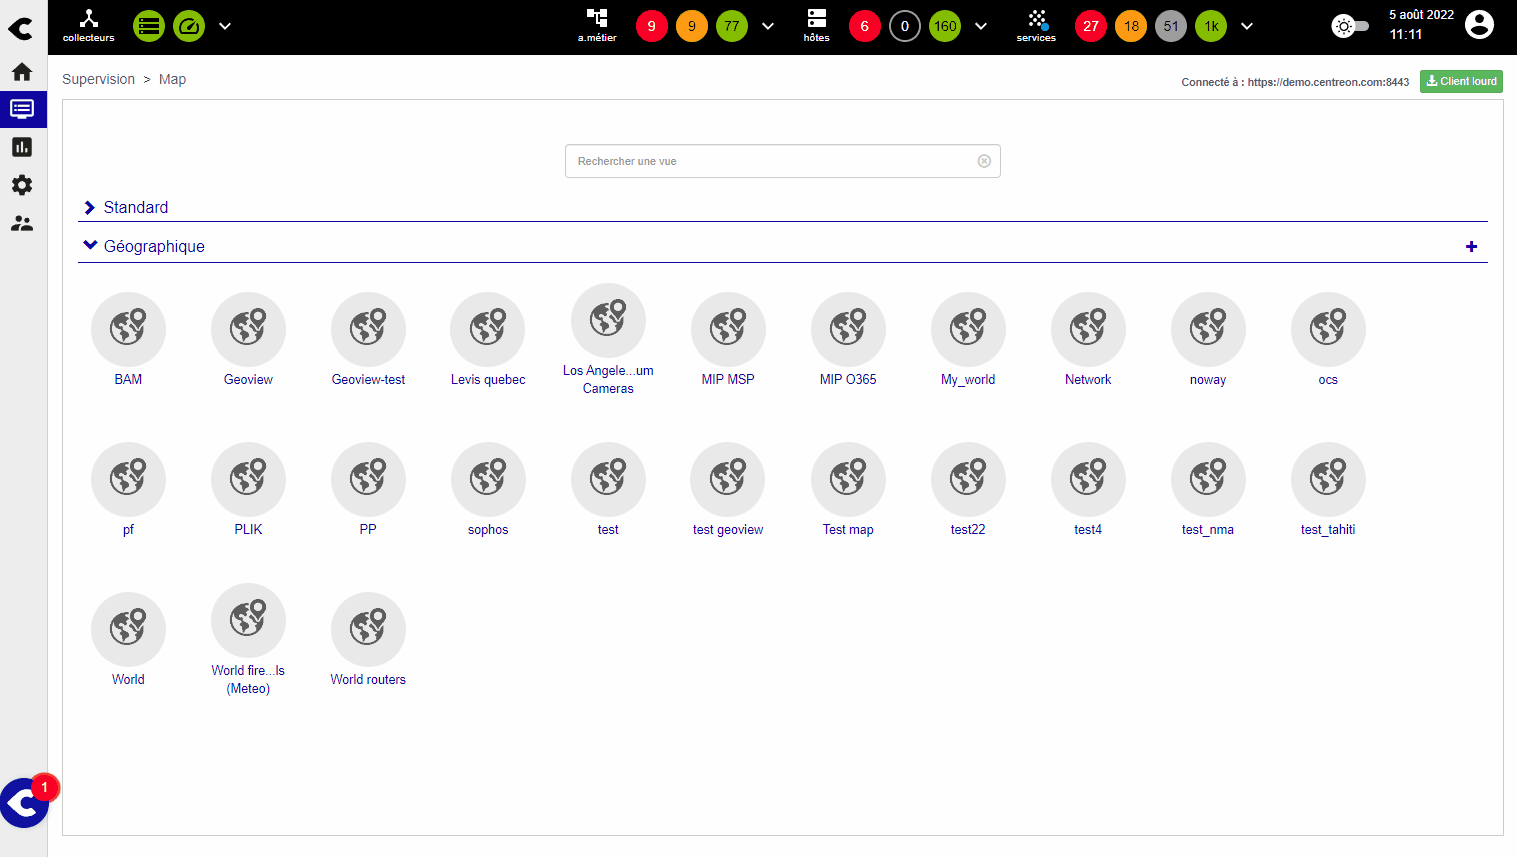 collecteurs
a.métier
9
9
77
hôtes
6
0
160
services
27
18
51
1k
5 août 2022
11:11
Supervision > Map
Connecté à : https://demo.centreon.com:8443
Client lourd
Rechercher une vue
Standard
Géographique
BAM
Geoview
Geoview-test
Levis quebec
Los Angele...um
Cameras
MIP MSP
MIP O365
My_world
Network
noway
ocs
pf
PLIK
PP
sophos
test
test geoview
Test map
test22
test4
test_nma
test_tahiti
World
World fire...ls
(Meteo)
World routers
1